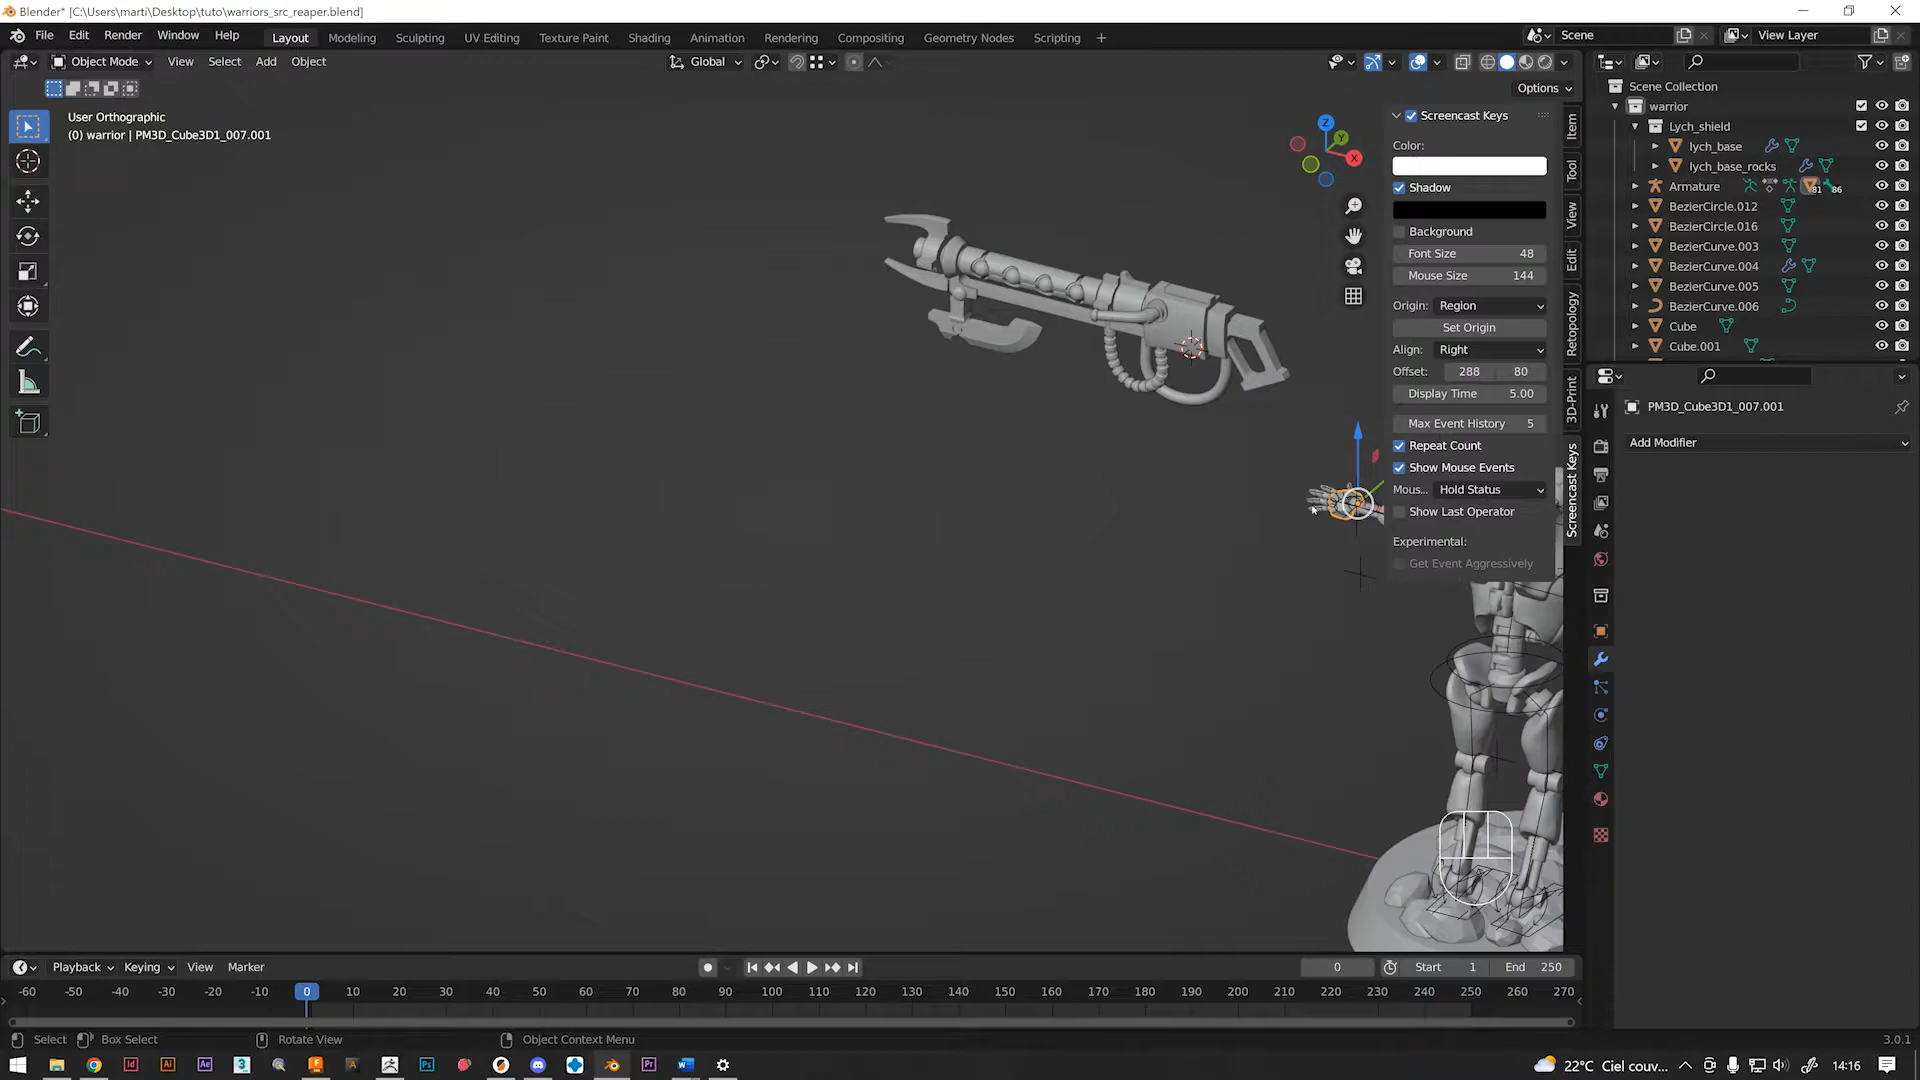 Blender* [C:\Users\marti\Desktop\tuto\warriors_src_reaper.blend]
File Edit Render Window Help Layout Modeling Sculpting UV Editing Texture Paint Shading Animation Rendering Compositing Geometry Nodes Scripting + Scene View Layer
Object Mode View Select Add Object Global
Options
User Orthographic
(0) warrior | PM3D_Cube3D1_007.001
Z
Y
X
Screencast Keys
Color:
Shadow
Background
Font Size 48
Mouse Size 144
Origin: Region
Set Origin
Align: Right
Offset: 288 80
Display Time 5.00
Max Event History 5
Repeat Count
Show Mouse Events
Mous... Hold Status
Show Last Operator
Experimental:
Get Event Aggressively
Item
Tool
View
Edit
Retopology
3D-Print
Screencast Keys
Scene Collection
warrior
Lych_shield
lych_base
lych_base_rocks
Armature 81 86
BezierCircle.012
BezierCircle.016
BezierCurve.003
BezierCurve.004
BezierCurve.005
BezierCurve.006
Cube
Cube.001
PM3D_Cube3D1_007.001
Add Modifier
Playback Keying View Marker 0 Start 1 End 250
-60 -50 -40 -30 -20 -10 0 10 20 30 40 50 60 70 80 90 100 110 120 130 140 150 160 170 180 190 200 210 220 230 240 250 260 270
Select Box Select Rotate View Object Context Menu 3.0.1
Id Ai Ae 3 Ps Pr 22°C Ciel couv... 14:16